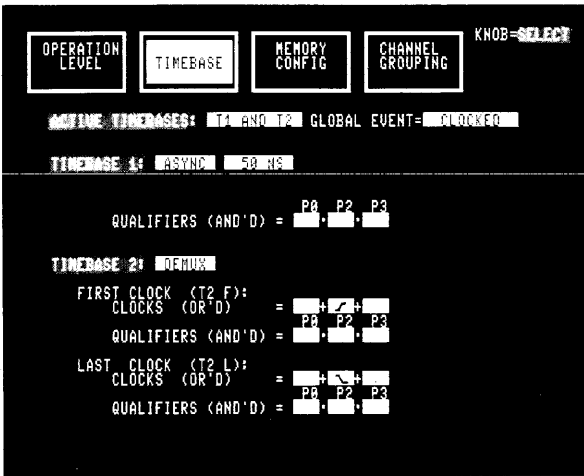 KNOB=SELECT
OPERATION LEVEL
TIMEBASE
MEMORY CONFIG
CHANNEL GROUPING
ACTIVE TIMEBASES: T1 AND T2 GLOBAL EVENT= CLOCKED
TIMEBASE 1: ASYNC 50 NS
P0 P2 P3
QUALIFIERS (AND'D) = · ·
TIMEBASE 2: DEMUX
FIRST CLOCK (T2 F):
CLOCKS (OR'D) = + +
P0 P2 P3
QUALIFIERS (AND'D) = · ·
LAST CLOCK (T2 L):
CLOCKS (OR'D) = + +
P0 P2 P3
QUALIFIERS (AND'D) = · ·